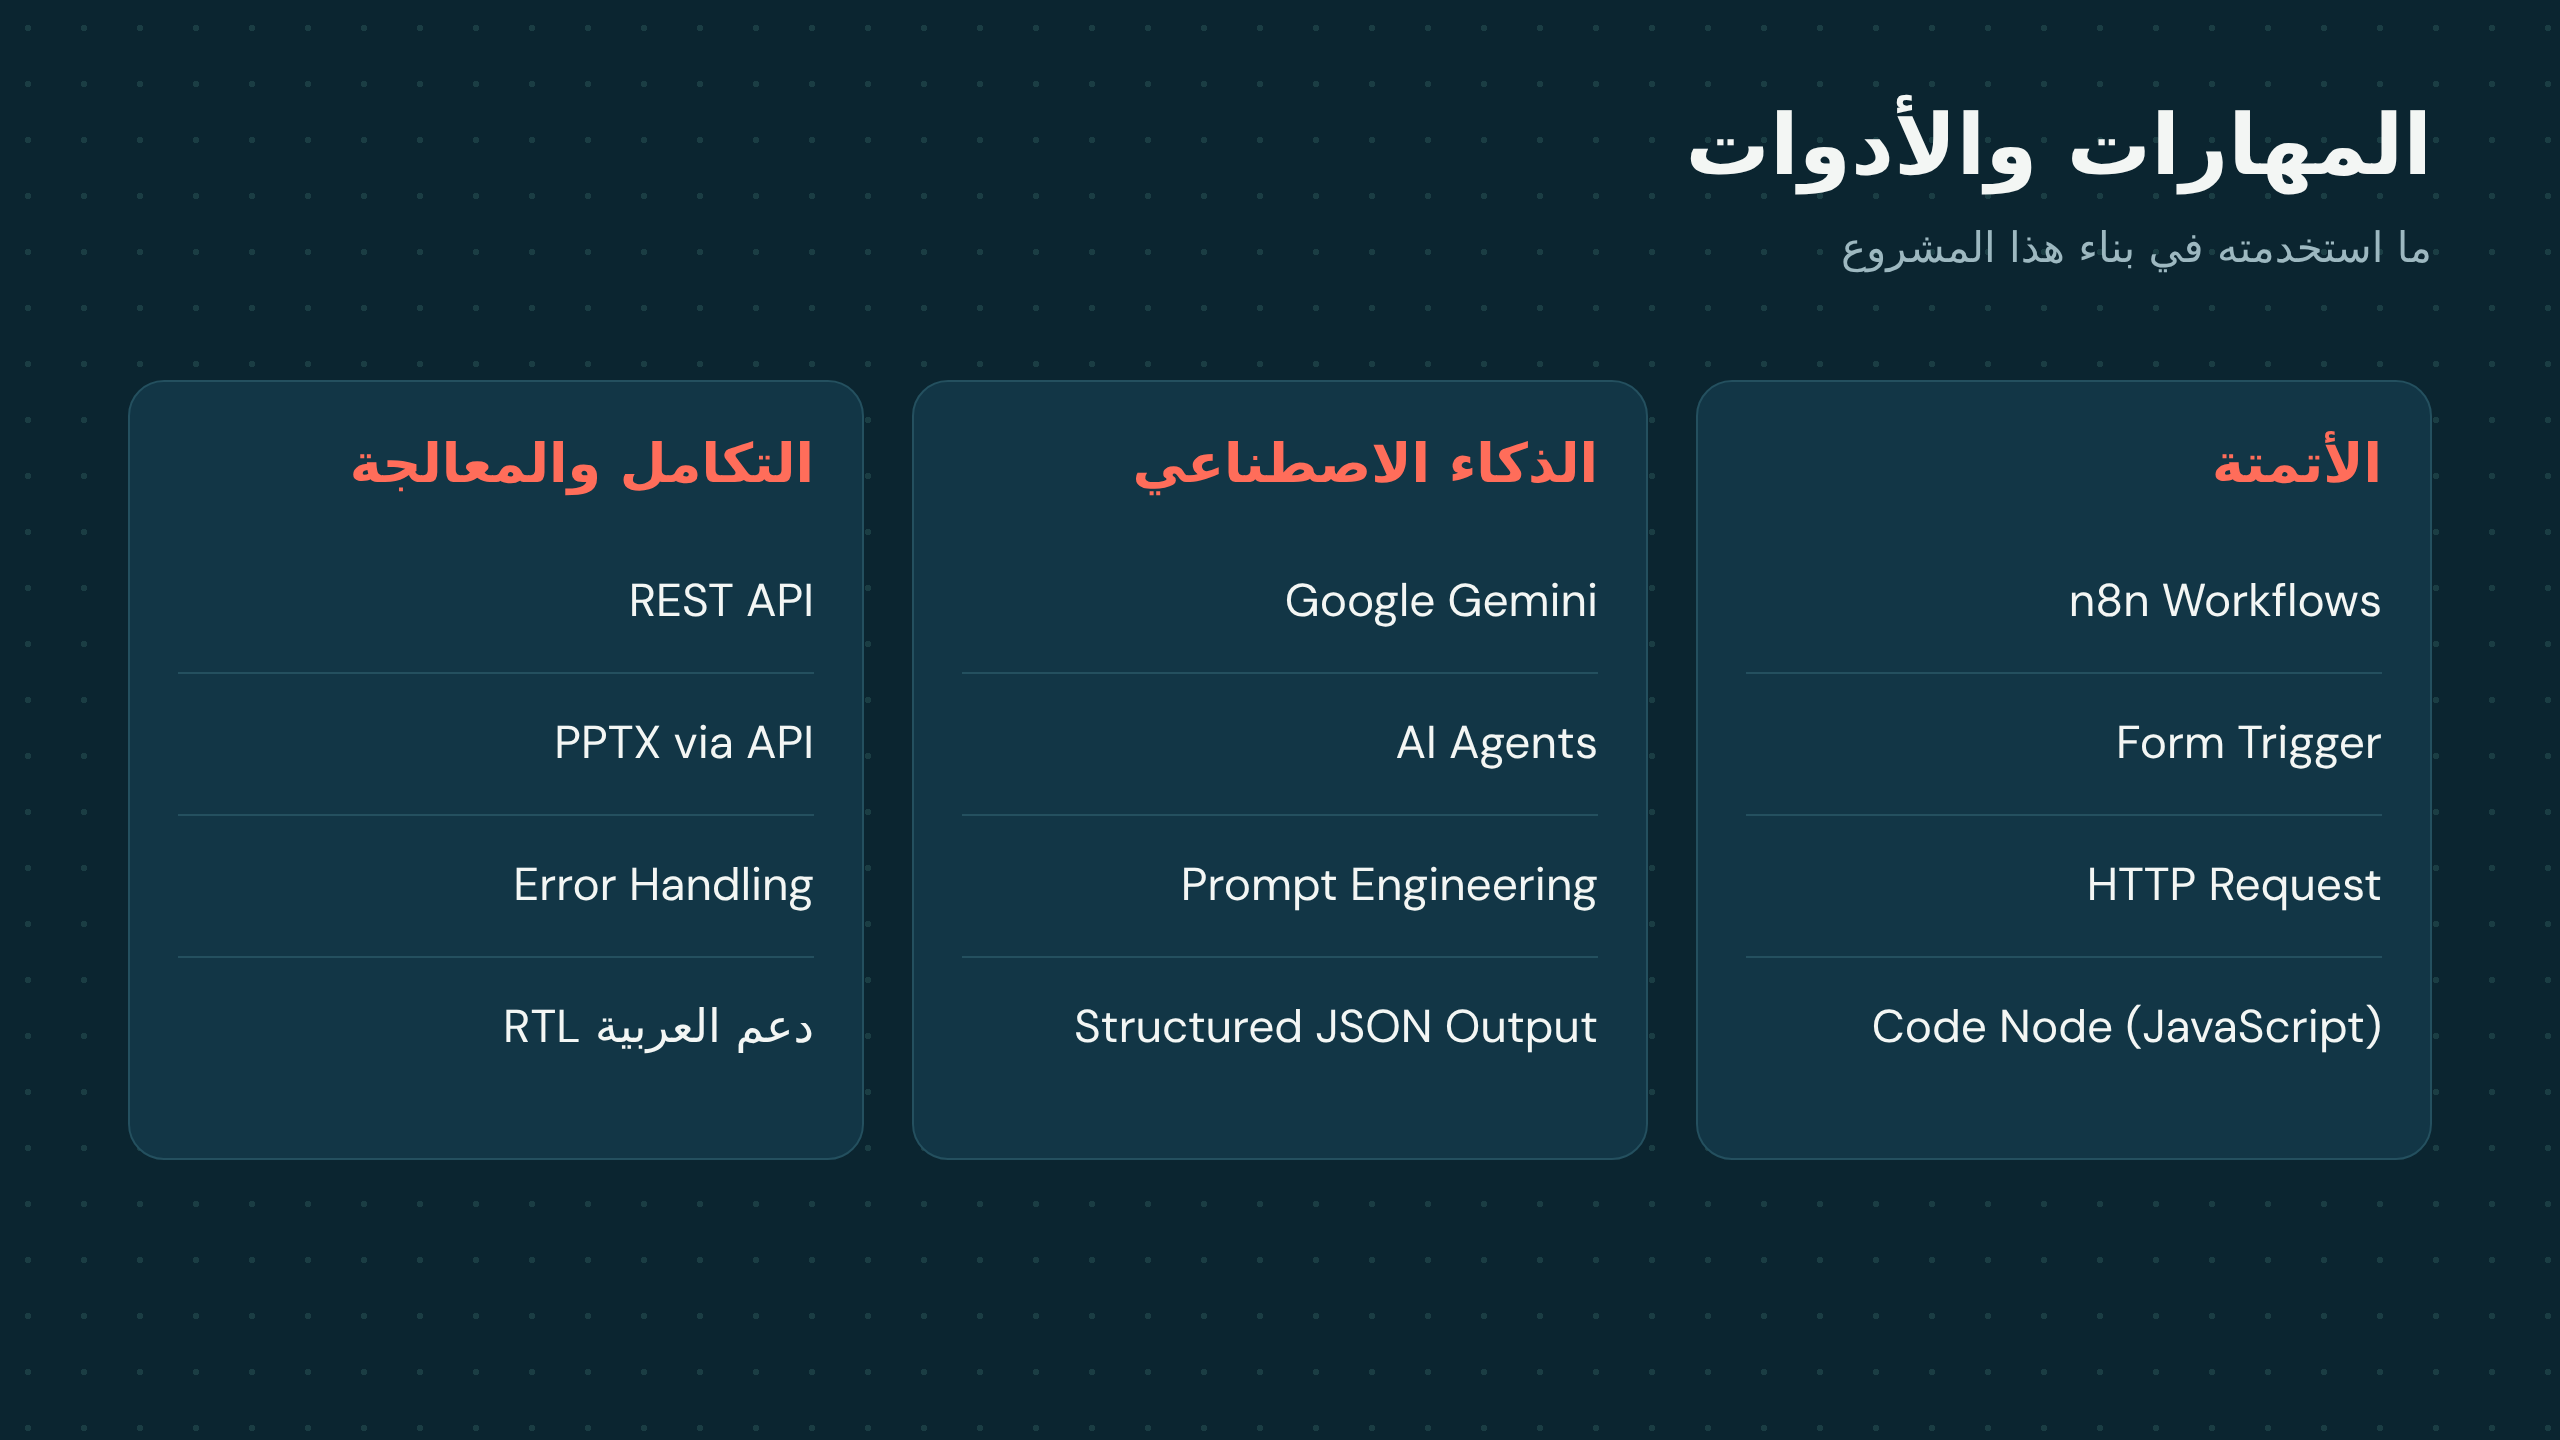 المهارات والأدوات
ما استخدمته في بناء هذا المشروع
الأتمتة
n8n Workflows
Form Trigger
HTTP Request
Code Node (JavaScript)
الذكاء الاصطناعي
Google Gemini
AI Agents
Prompt Engineering
Structured JSON Output
التكامل والمعالجة
REST API
PPTX via API
Error Handling
دعم العربية RTL